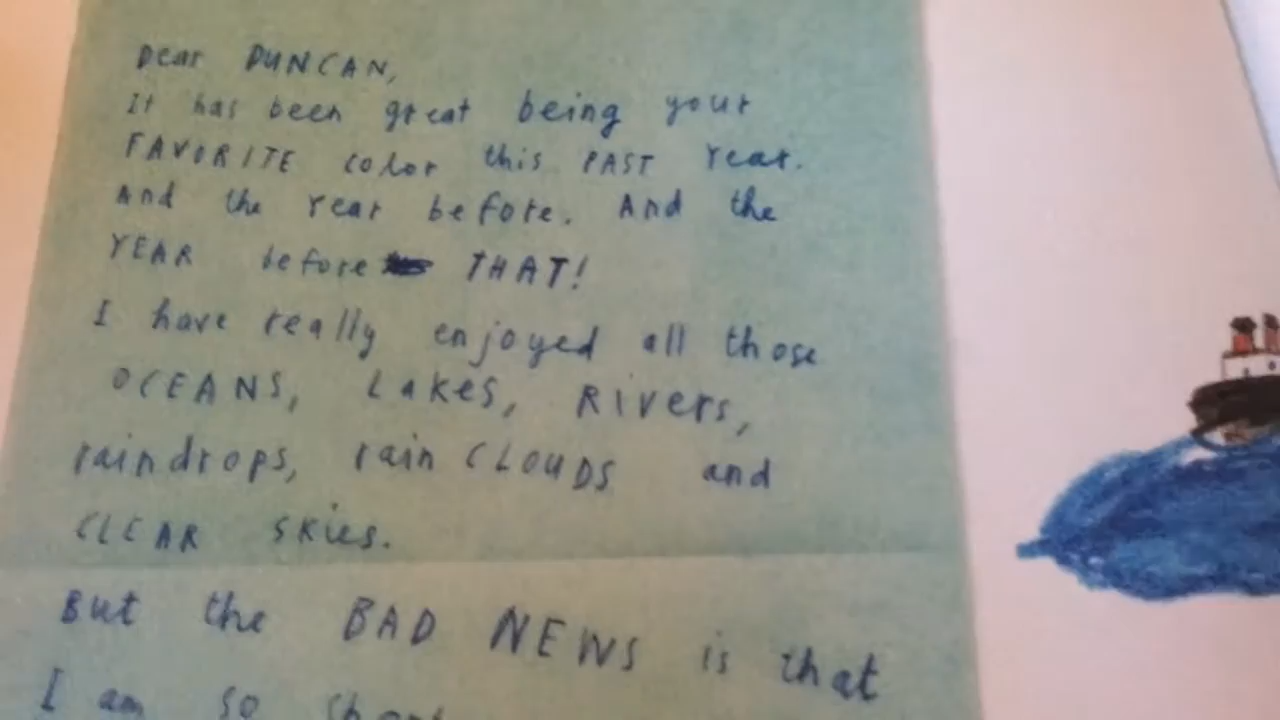 Dear DUNCAN,
It has been great being your
FAVORITE color this PAST Year.
And the Year before. And the
YEAR before THAT!
I have really enjoyed all those
OCEANS, Lakes, Rivers,
raindrops, rain CLOUDS and
CLEAR skies.
But the BAD NEWS is that
I am so short